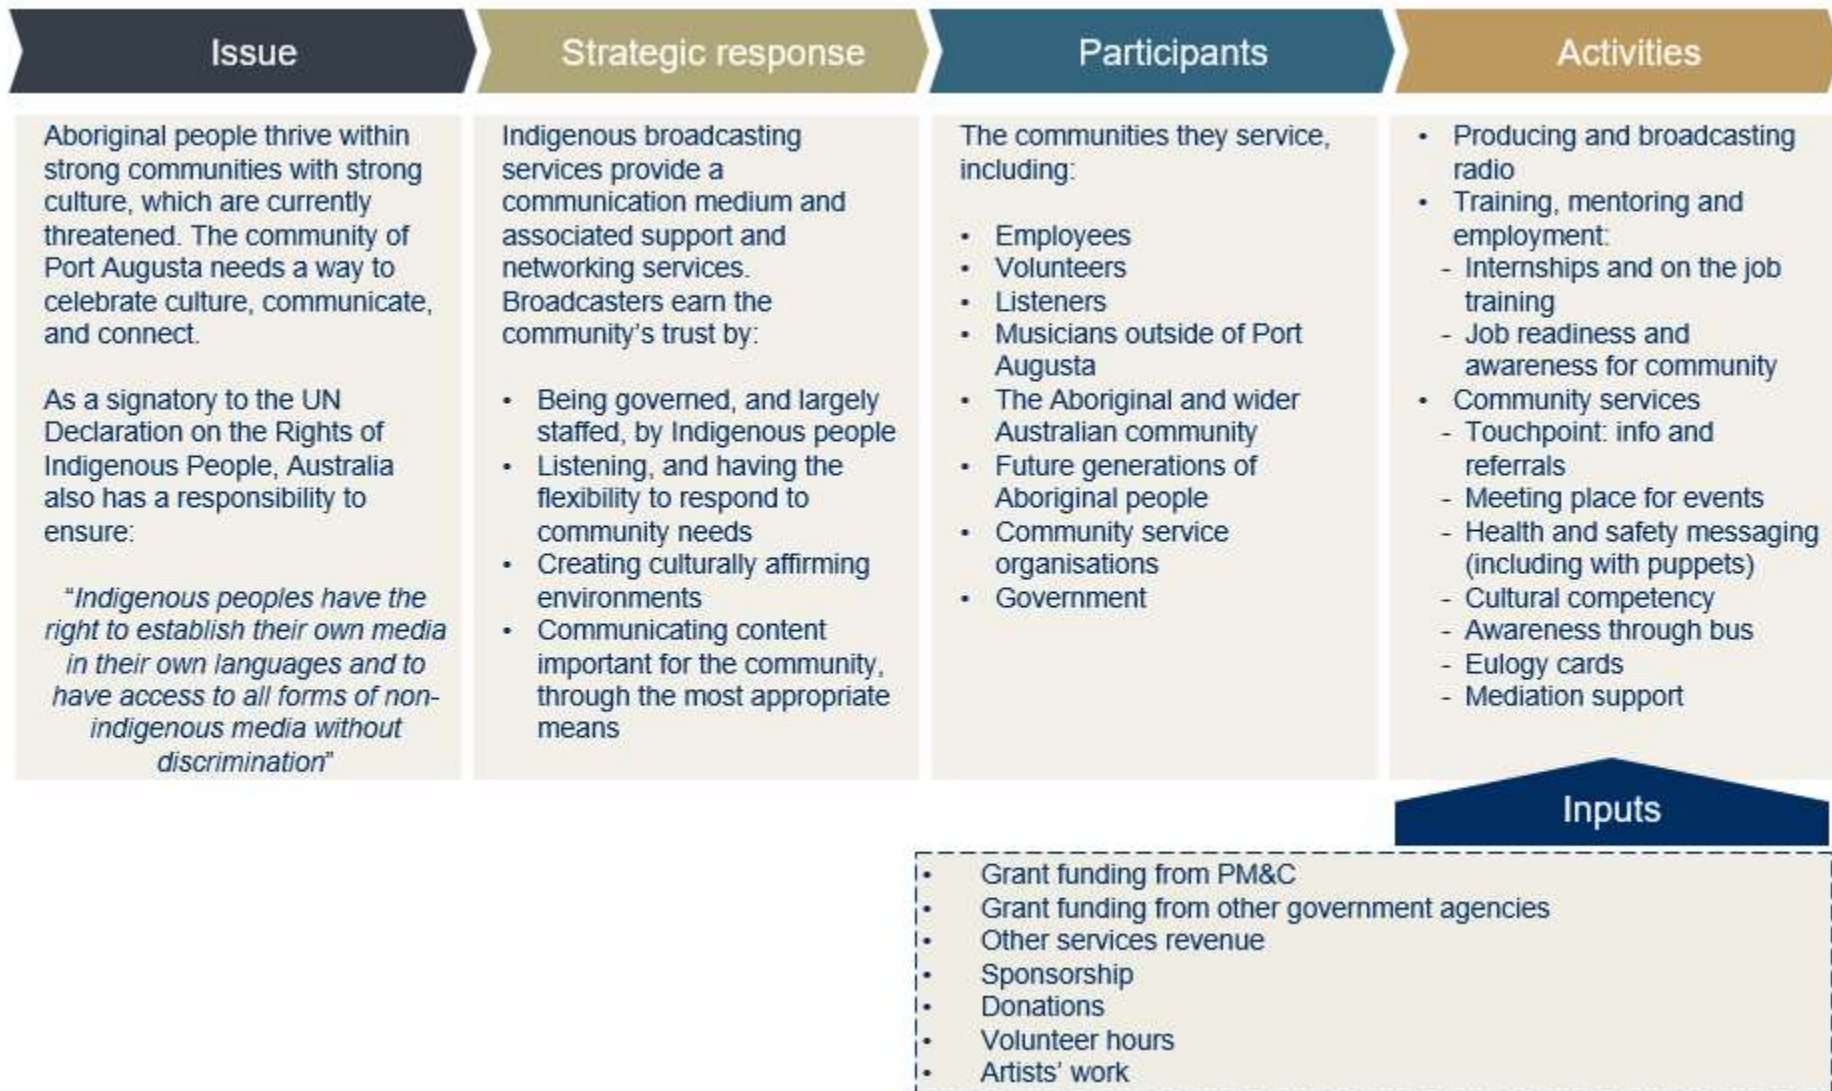 Issue
Aboriginal people thrive within
strong communities with strong
culture, which are currently
threatened. The community of
Port Augusta needs a way to
celebrate culture, communicate,
and connect.
As a signatory to the UN
Declaration on the Rights of
Indigenous People, Australia
also has a responsibility to
ensure:
“Indigenous peoples have the
right to establish their own media
in their own languages and to
have access to all forms of non-
indigenous media without
discrimination”
Strategic response
Indigenous broadcasting
services provide a
communication medium and
associated support and
networking services.
Broadcasters earn the
community’s trust by:
• Being governed, and largely
staffed, by Indigenous people
• Listening, and having the
flexibility to respond to
community needs
• Creating culturally affirming
environments
• Communicating content
important for the community,
through the most appropriate
means
Participants
The communities they service,
including:
• Employees
• Volunteers
• Listeners
• Musicians outside of Port
Augusta
• The Aboriginal and wider
Australian community
• Future generations of
Aboriginal people
• Community service
organisations
• Government
Activities
• Producing and broadcasting
radio
• Training, mentoring and
employment:
- Internships and on the job
training
- Job readiness and
awareness for community
• Community services
- Touchpoint: info and
referrals
- Meeting place for events
- Health and safety messaging
(including with puppets)
- Cultural competency
- Awareness through bus
- Eulogy cards
- Mediation support
Inputs
• Grant funding from PM&C
• Grant funding from other government agencies
• Other services revenue
• Sponsorship
• Donations
• Volunteer hours
• Artists’ work